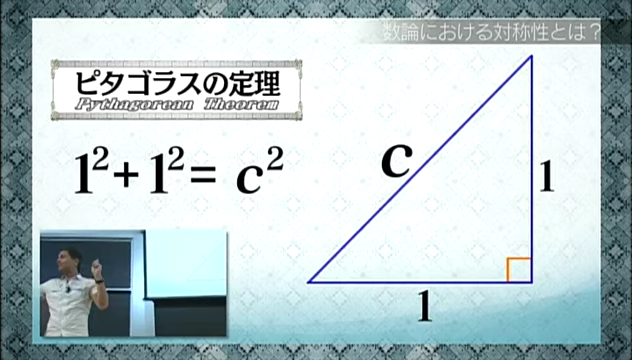 数論における対称性とは?
ピタゴラスの定理
Pythagorean Theorem
1²+1²= c²
c
1
1